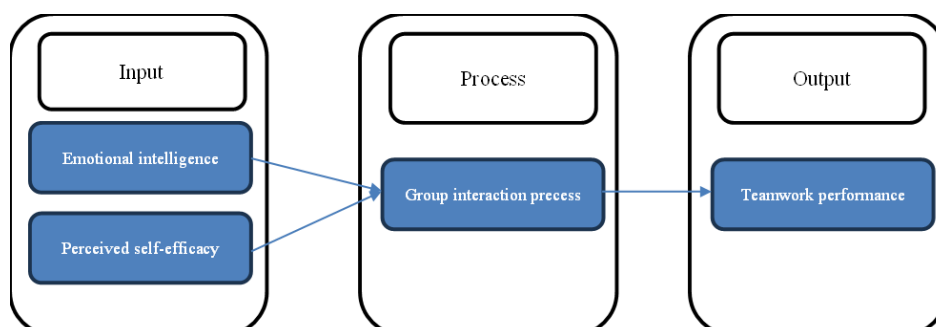 Input
Process
Output
Emotional intelligence
Group interaction precess
Teamwork performance
Perceived self-efficacy